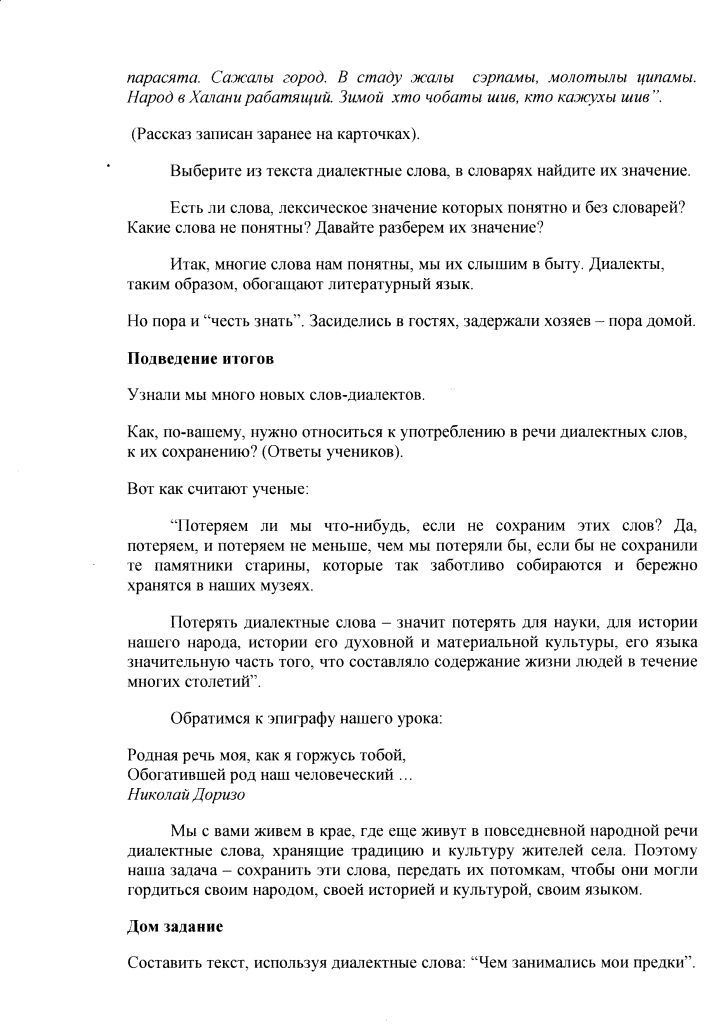 парасята. Сажалы город. В стаду жалы сэрпамы, молотылы ципамы.
Народ в Халани рабатящий. Зимой хто чобаты шив, кто кажухы шив”.
(Рассказ записан заранее на карточках).
Выберите из текста диалектные слова, в словарях найдите их значение.
Есть ли слова, лексическое значение которых понятно и без словарей?
Какие слова не понятны? Давайте разберем их значение?
Итак, многие слова нам понятны, мы их слышим в быту. Диалекты,
таким образом, обогащают литературный язык.
Но пора и “честь знать”. Засиделись в гостях, задержали хозяев – пора домой.
Подведение итогов
Узнали мы много новых слов-диалектов.
Как, по-вашему, нужно относиться к употреблению в речи диалектных слов,
к их сохранению? (Ответы учеников).
Вот как считают ученые:
“Потеряем ли мы что-нибудь, если не сохраним этих слов? Да,
потеряем, и потеряем не меньше, чем мы потеряли бы, если бы не сохранили
те памятники старины, которые так заботливо собираются и бережно
хранятся в наших музеях.
Потерять диалектные слова – значит потерять для науки, для истории
нашего народа, истории его духовной и материальной культуры, его языка
значительную часть того, что составляло содержание жизни людей в течение
многих столетий”.
Обратимся к эпиграфу нашего урока:
Родная речь моя, как я горжусь тобой,
Обогатившей род наш человеческий …
Николай Доризо
Мы с вами живем в крае, где еще живут в повседневной народной речи
диалектные слова, хранящие традицию и культуру жителей села. Поэтому
наша задача – сохранить эти слова, передать их потомкам, чтобы они могли
гордиться своим народом, своей историей и культурой, своим языком.
Дом задание
Составить текст, используя диалектные слова: “Чем занимались мои предки”.